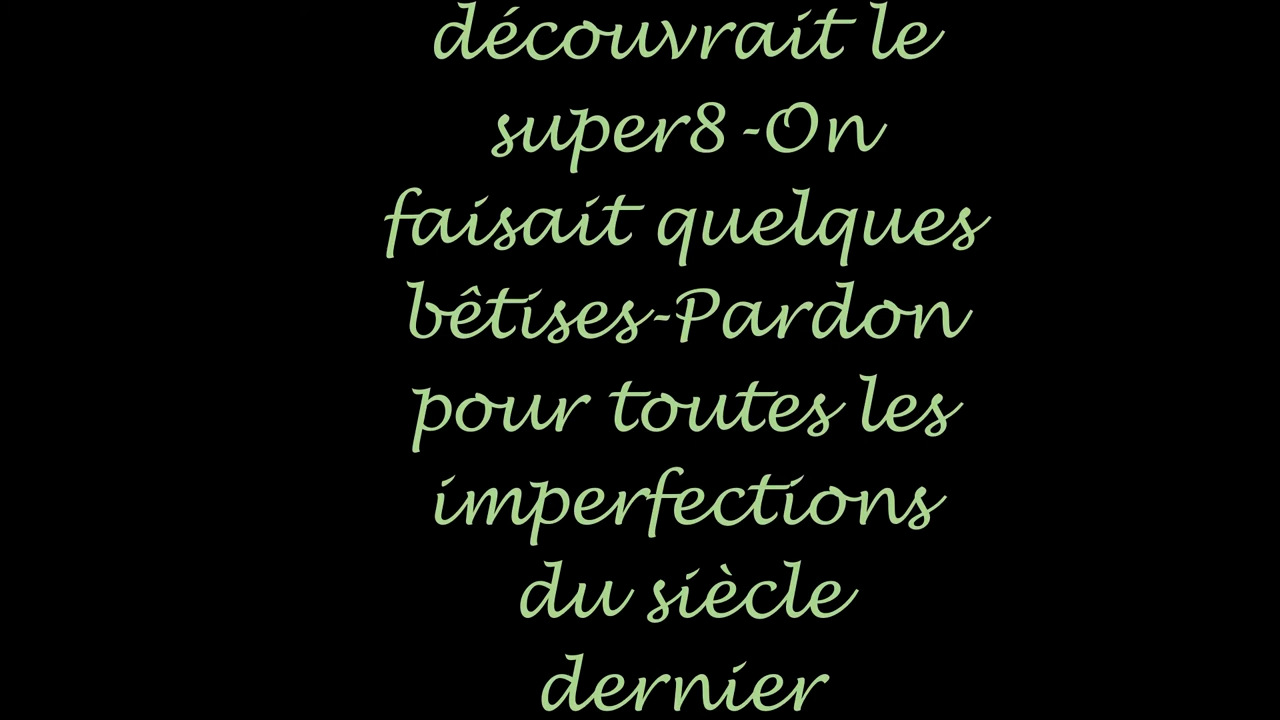 découvrait le
super8-On
faisait quelques
bêtises-Pardon
pour toutes les
imperfections
du siècle
dernier